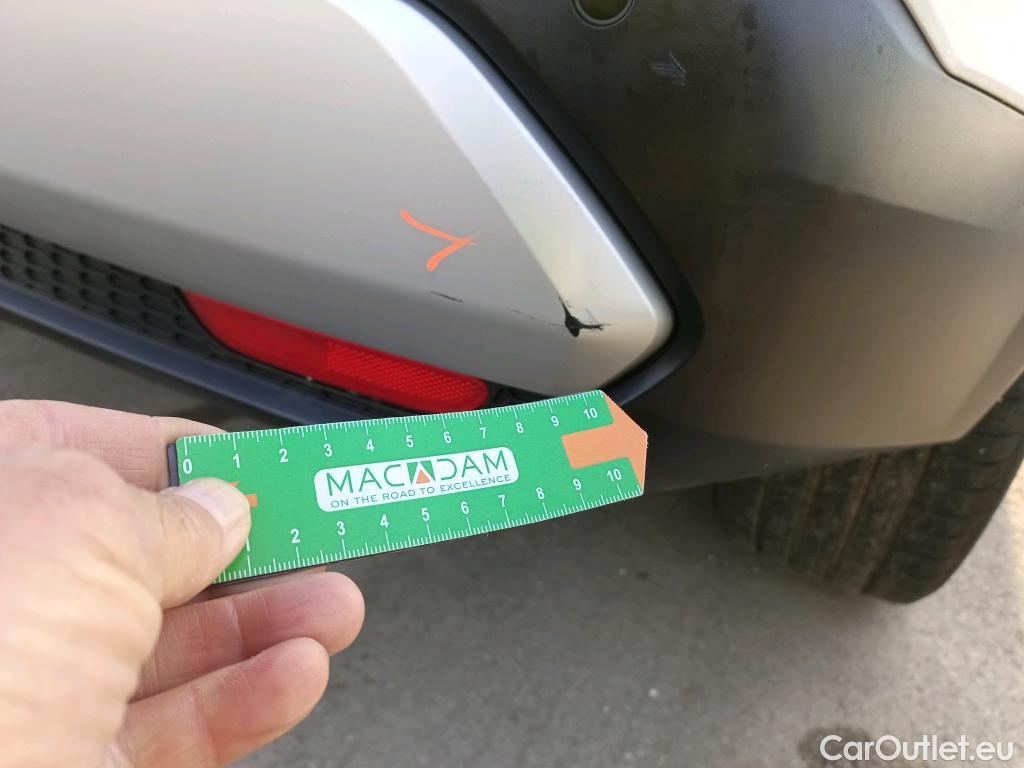 0 1 2 3 4 5 6 7 8 9 10
MACADAM
ON THE ROAD TO EXCELLENCE
2 3 4 5 6 7 8 9 10
CarOutlet.eu